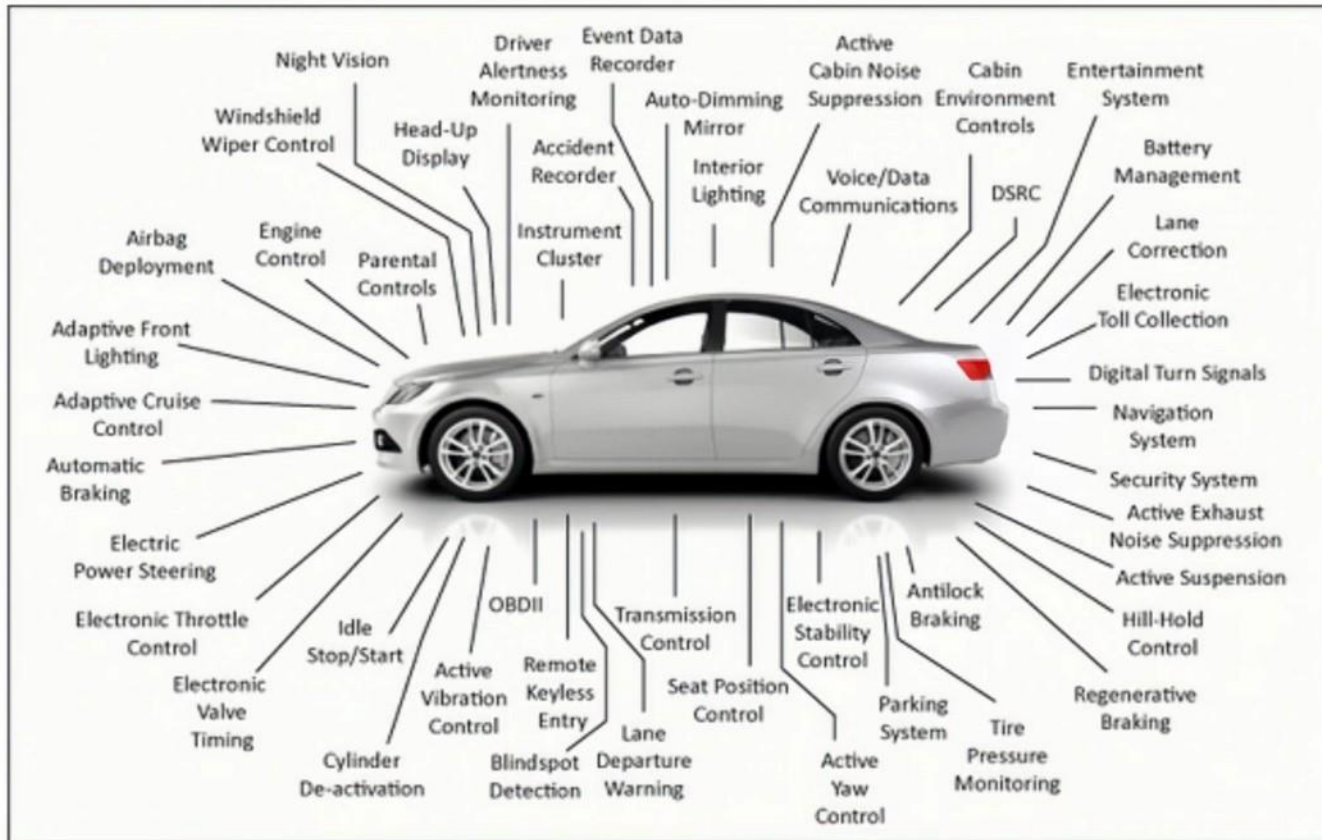 Night Vision
Driver
Alertness
Monitoring
Event Data
Recorder
Active
Cabin Noise
Suppression
Cabin
Environment
Controls
Entertainment
System
Windshield
Wiper Control
Head-Up
Display
Accident
Recorder
Auto-Dimming
Mirror
Interior
Lighting
Voice/Data
Communications
DSRC
Battery
Management
Airbag
Deployment
Engine
Control
Parental
Controls
Instrument
Cluster
Lane
Correction
Electronic
Toll Collection
Adaptive Front
Lighting
Digital Turn Signals
Adaptive Cruise
Control
Navigation
System
Automatic
Braking
Security System
Electric
Power Steering
Active Exhaust
Noise Suppression
Active Suspension
Electronic Throttle
Control
Idle
Stop/Start
OBDII
Transmission
Control
Electronic
Stability
Control
Antilock
Braking
Hill-Hold
Control
Electronic
Valve
Timing
Active
Vibration
Control
Remote
Keyless
Entry
Seat Position
Control
Parking
System
Regenerative
Braking
Cylinder
De-activation
Blindspot
Detection
Lane
Departure
Warning
Active
Yaw
Control
Tire
Pressure
Monitoring